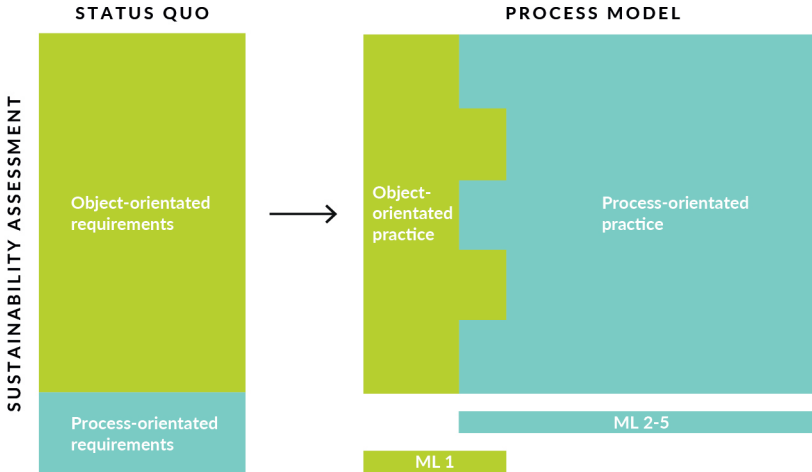 STATUS QUO
PROCESS MODEL
SUSTAINABILITY ASSESSMENT
Object-orientated
requirements
Process-orientated
requirements
Object-
orientated
practice
Process-orientated
practice
ML 2-5
ML 1